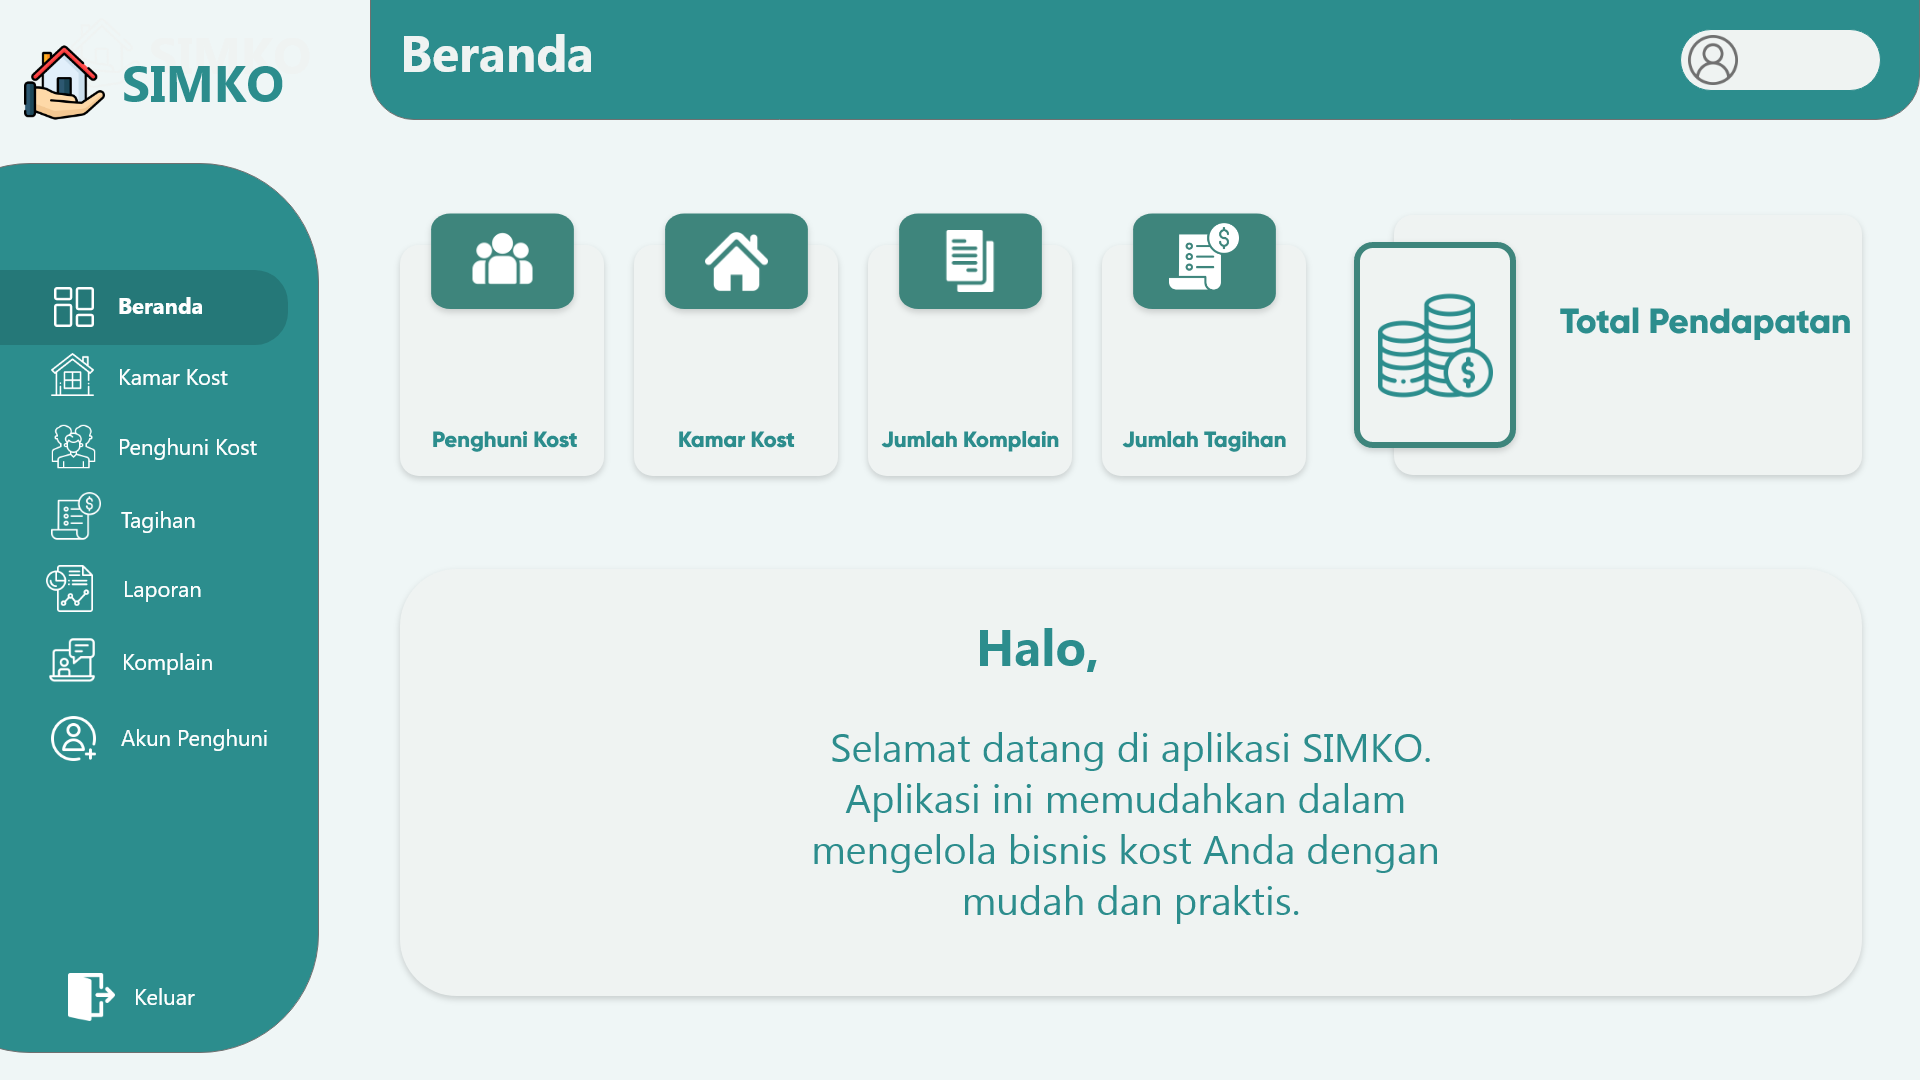 SIMKO
Beranda
Beranda
Kamar Kost
Penghuni Kost
Tagihan
Laporan
Komplain
Akun Penghuni
Keluar
Penghuni Kost
Kamar Kost
Jumlah Komplain
Jumlah Tagihan
Total Pendapatan
Halo,
Selamat datang di aplikasi SIMKO.
Aplikasi ini memudahkan dalam
mengelola bisnis kost Anda dengan
mudah dan praktis.